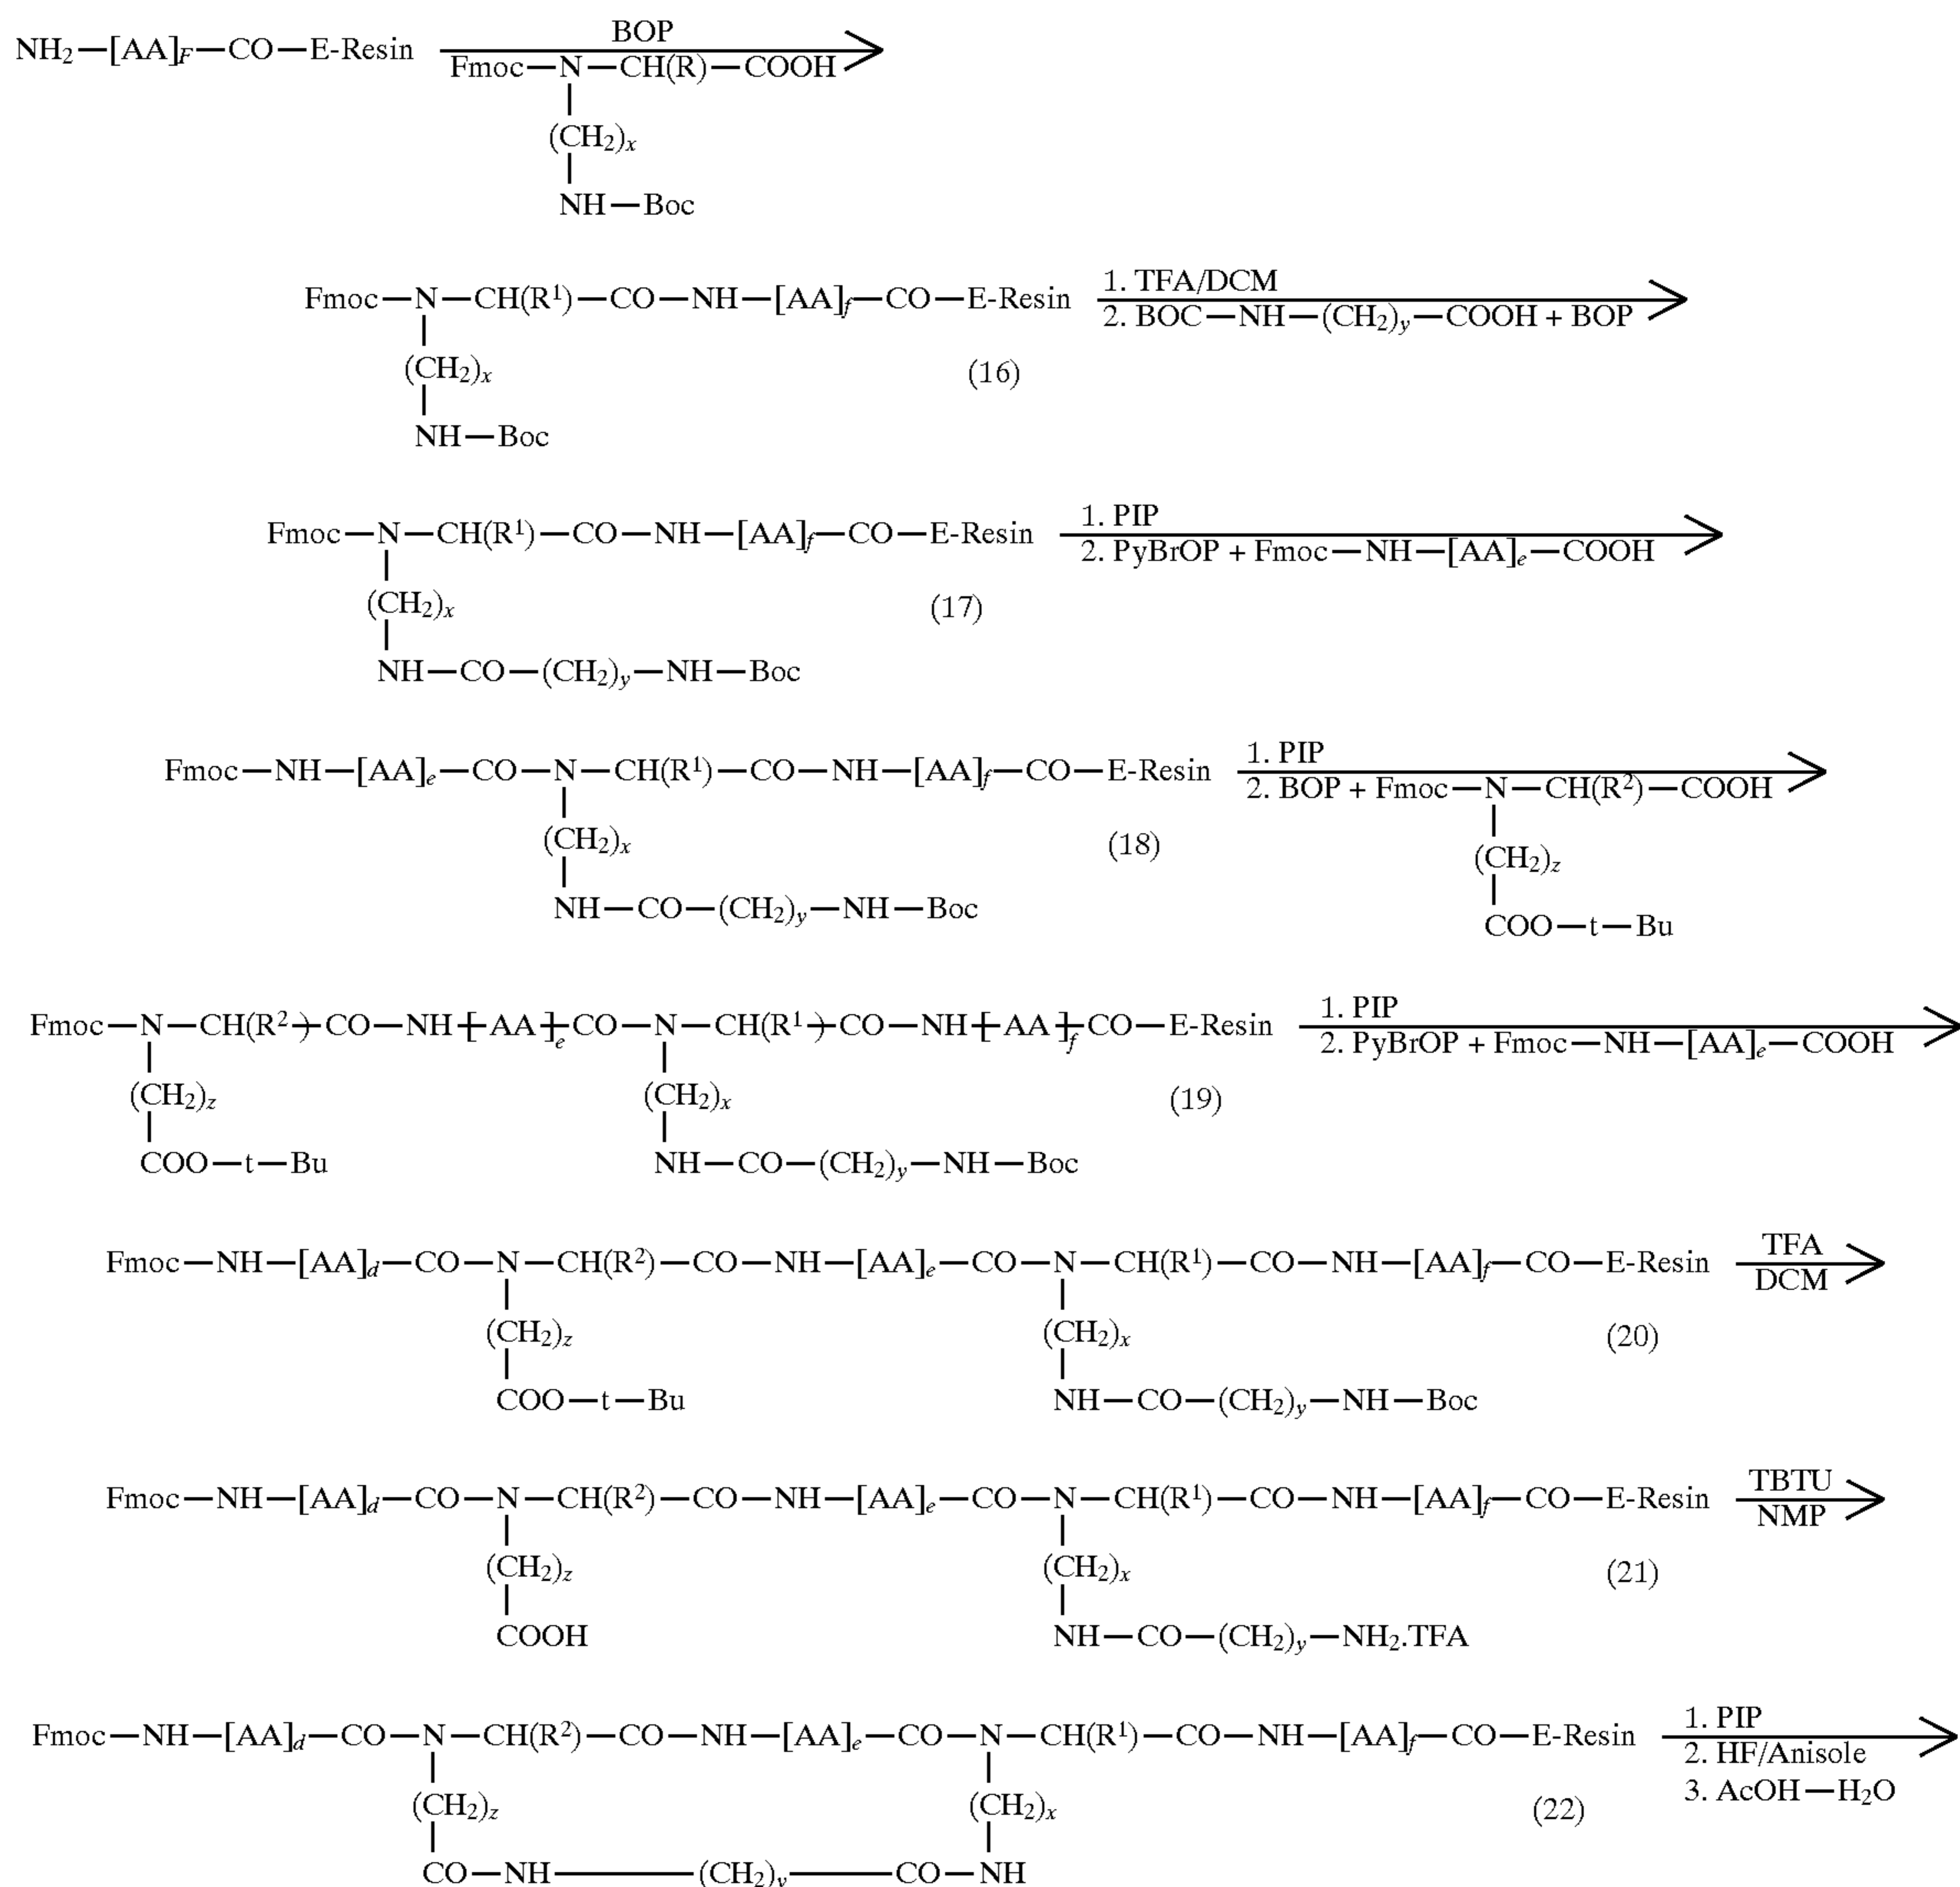 NH₂—[AA]F—CO—E-Resin BOP
Fmoc—N—CH(R)—COOH
(CH₂)x
NH—Boc
Fmoc—N—CH(R¹)—CO—NH—[AA]f—CO—E-Resin 1. TFA/DCM
2. BOC—NH—(CH₂)y—COOH + BOP
(CH₂)x (16)
NH—Boc
Fmoc—N—CH(R¹)—CO—NH—[AA]f—CO—E-Resin 1. PIP
2. PyBrOP + Fmoc—NH—[AA]e—COOH
(CH₂)x (17)
NH—CO—(CH₂)y—NH—Boc
Fmoc—NH—[AA]e—CO—N—CH(R¹)—CO—NH—[AA]f—CO—E-Resin 1. PIP
2. BOP + Fmoc—N—CH(R²)—COOH
(CH₂)x (18) (CH₂)z
NH—CO—(CH₂)y—NH—Boc COO—t—Bu
Fmoc—N—CH(R²)—CO—NH—[AA]e—CO—N—CH(R¹)—CO—NH—[AA]f—CO—E-Resin 1. PIP
2. PyBrOP + Fmoc—NH—[AA]e—COOH
(CH₂)z (CH₂)x (19)
COO—t—Bu NH—CO—(CH₂)y—NH—Boc
Fmoc—NH—[AA]d—CO—N—CH(R²)—CO—NH—[AA]e—CO—N—CH(R¹)—CO—NH—[AA]f—CO—E-Resin TFA
DCM
(CH₂)z (CH₂)x (20)
COO—t—Bu NH—CO—(CH₂)y—NH—Boc
Fmoc—NH—[AA]d—CO—N—CH(R²)—CO—NH—[AA]e—CO—N—CH(R¹)—CO—NH—[AA]f—CO—E-Resin TBTU
NMP
(CH₂)z (CH₂)x (21)
COOH NH—CO—(CH₂)y—NH₂.TFA
Fmoc—NH—[AA]d—CO—N—CH(R²)—CO—NH—[AA]e—CO—N—CH(R¹)—CO—NH—[AA]f—CO—E-Resin 1. PIP
2. HF/Anisole
3. AcOH—H₂O
(CH₂)z (CH₂)x (22)
CO—NH—(CH₂)y—CO—NH